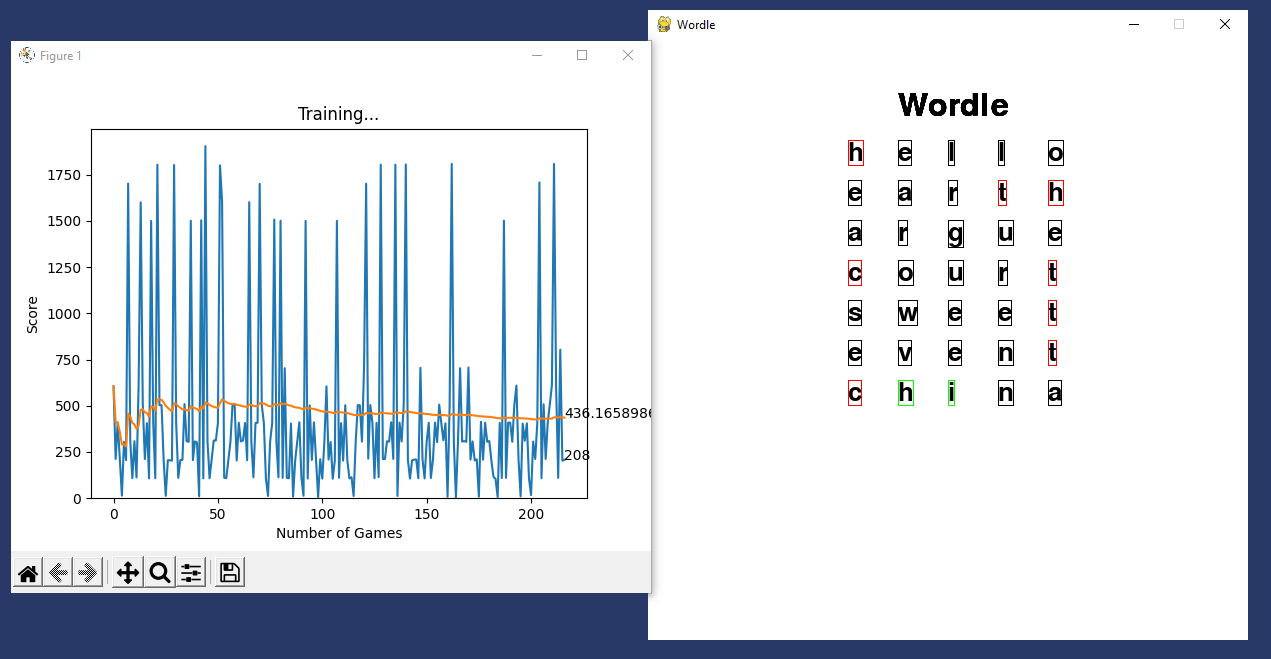 Figure 1
Training...
1750
1500
1250
1000
750
500
250
0
Score
0 50 100 150 200
Number of Games
436.1658986
208
Wordle
Wordle
h e l l o
e a r t h
a r g u e
c o u r t
s w e e t
e v e n t
c h i n a